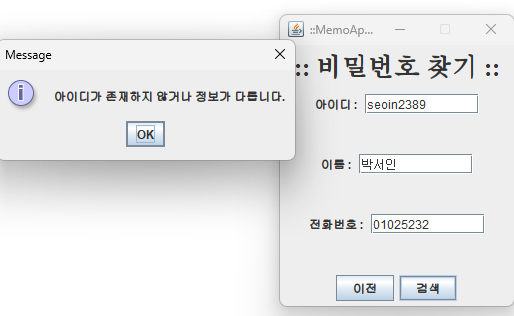 Message
아이디가 존재하지 않거나 정보가 다릅니다.
OK
::MemoAp...
:: 비밀번호 찾기 ::
아이디 : seoin2389
이름 : 박서인
전화번호 : 01025232
이전 검색